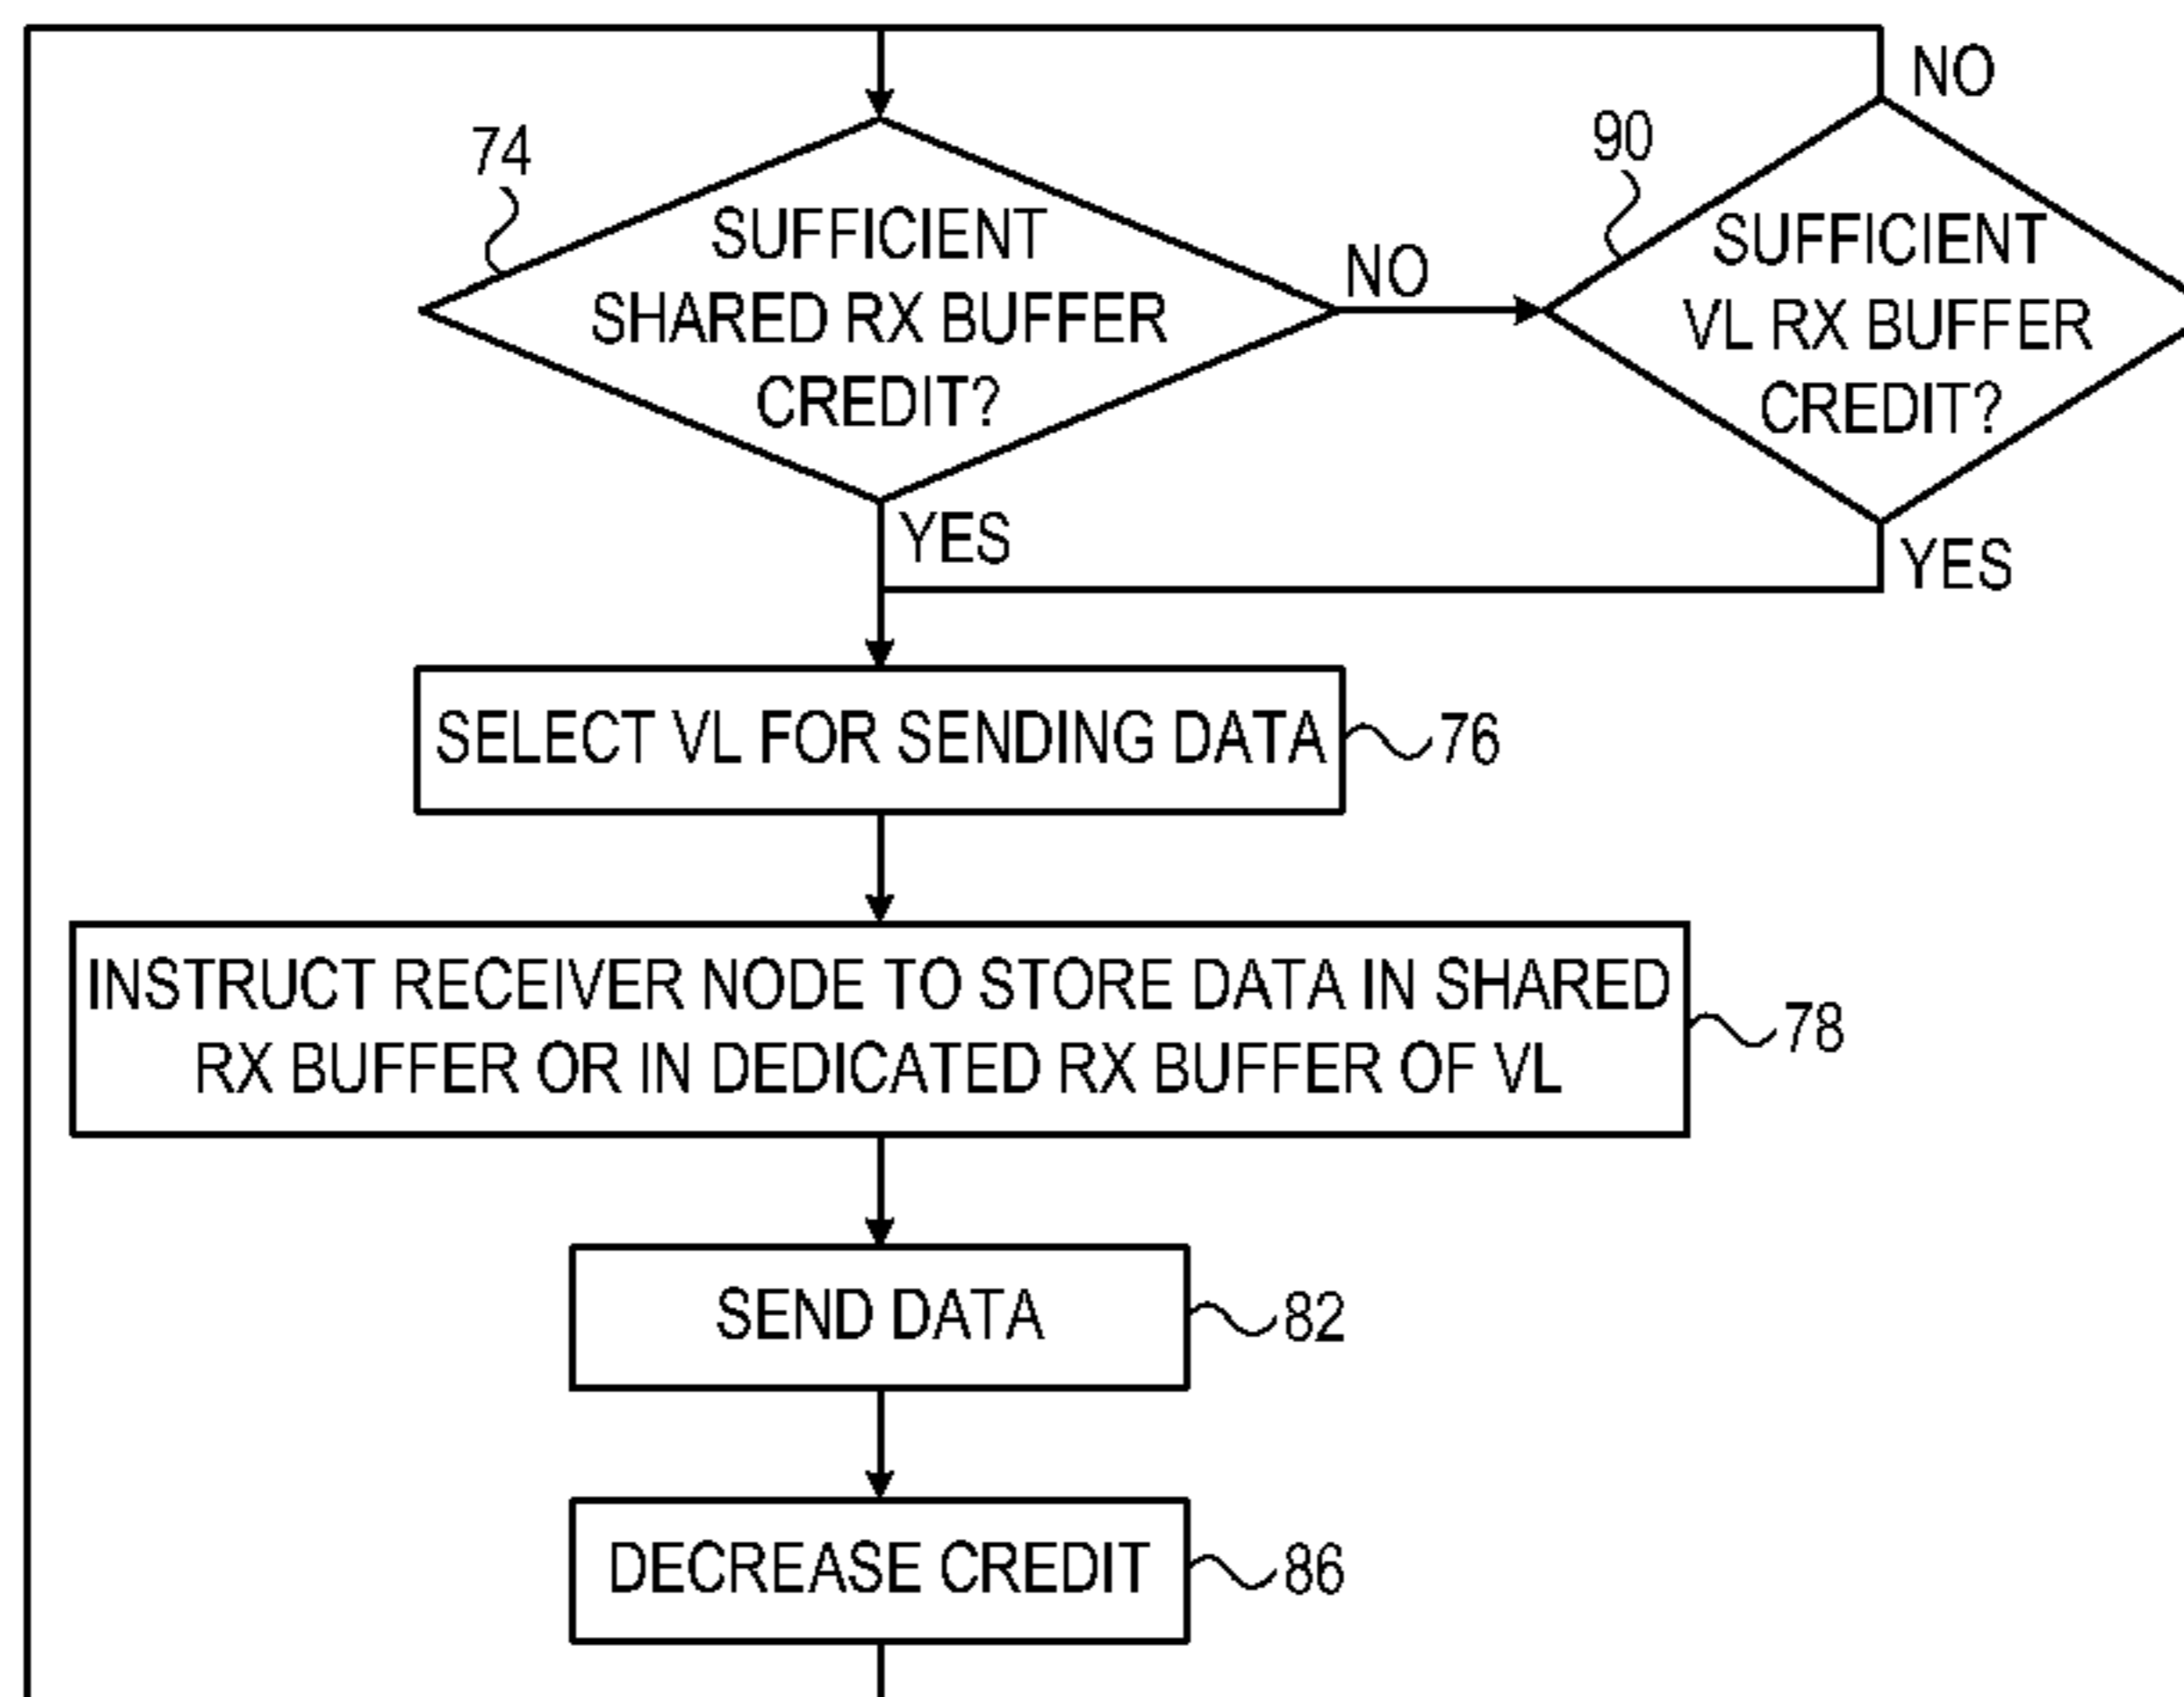 NO
74
90
SUFFICIENT
SHARED RX BUFFER
CREDIT?
NO
SUFFICIENT
VL RX BUFFER
CREDIT?
YES
YES
SELECT VL FOR SENDING DATA
76
INSTRUCT RECEIVER NODE TO STORE DATA IN SHARED
RX BUFFER OR IN DEDICATED RX BUFFER OF VL
78
SEND DATA
82
DECREASE CREDIT
86